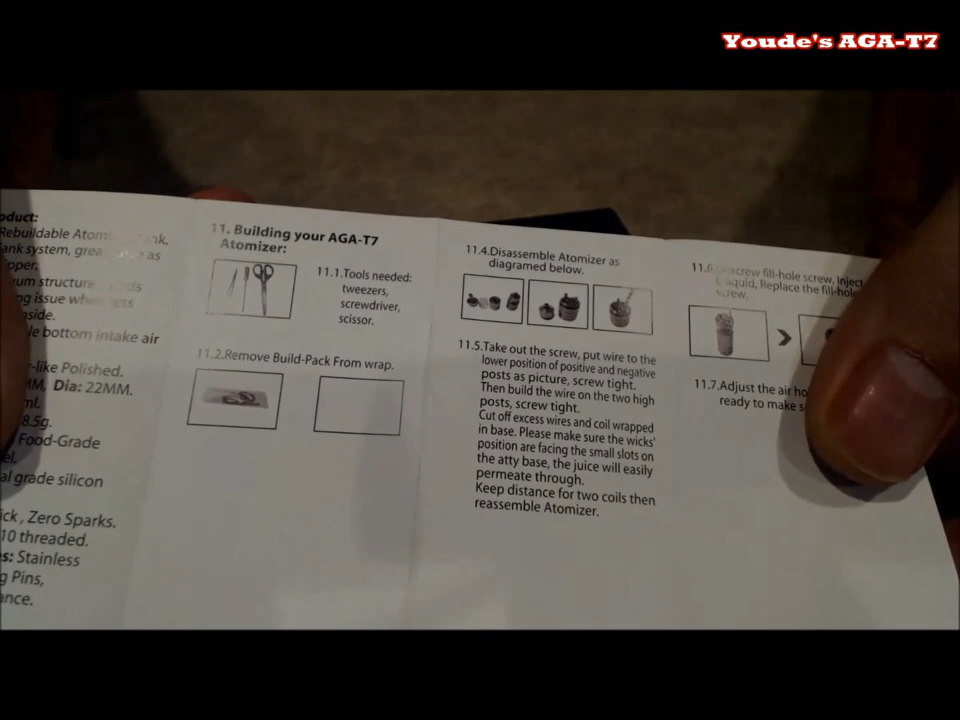 Youde's AGA-T7
oduct:
Rebuildable
ank system, as
pper.
um structure
ng issue
nside.
le bottom intake air
r-like Polished.
MM. Dia: 22MM.
ml.
8.5g.
Food-Grade
el.
al grade silicon
ick, Zero Sparks.
10 threaded.
s: Stainless
g Pins,
ance.
11. Building your AGA-T7
Atomizer:
11.1.Tools needed:
tweezers,
screwdriver,
scissor.
11.2.Remove Build-Pack From wrap.
11.4.Disassemble Atomizer as
diagramed below.
11.5.Take out the screw, put wire to the
lower position of positive and negative
posts as picture, screw tight.
Then build the wire on the two high
posts, screw tight.
Cut off excess wires and coil wrapped
in base. Please make sure the wicks'
position are facing the small slots on
the atty base, the juice will easily
permeate through.
Keep distance for two coils then
reassemble Atomizer.
11.6. fill-hole screw. Inject
Replace the fill-hole
screw.
11.7.Adjust the air ho
ready to make s